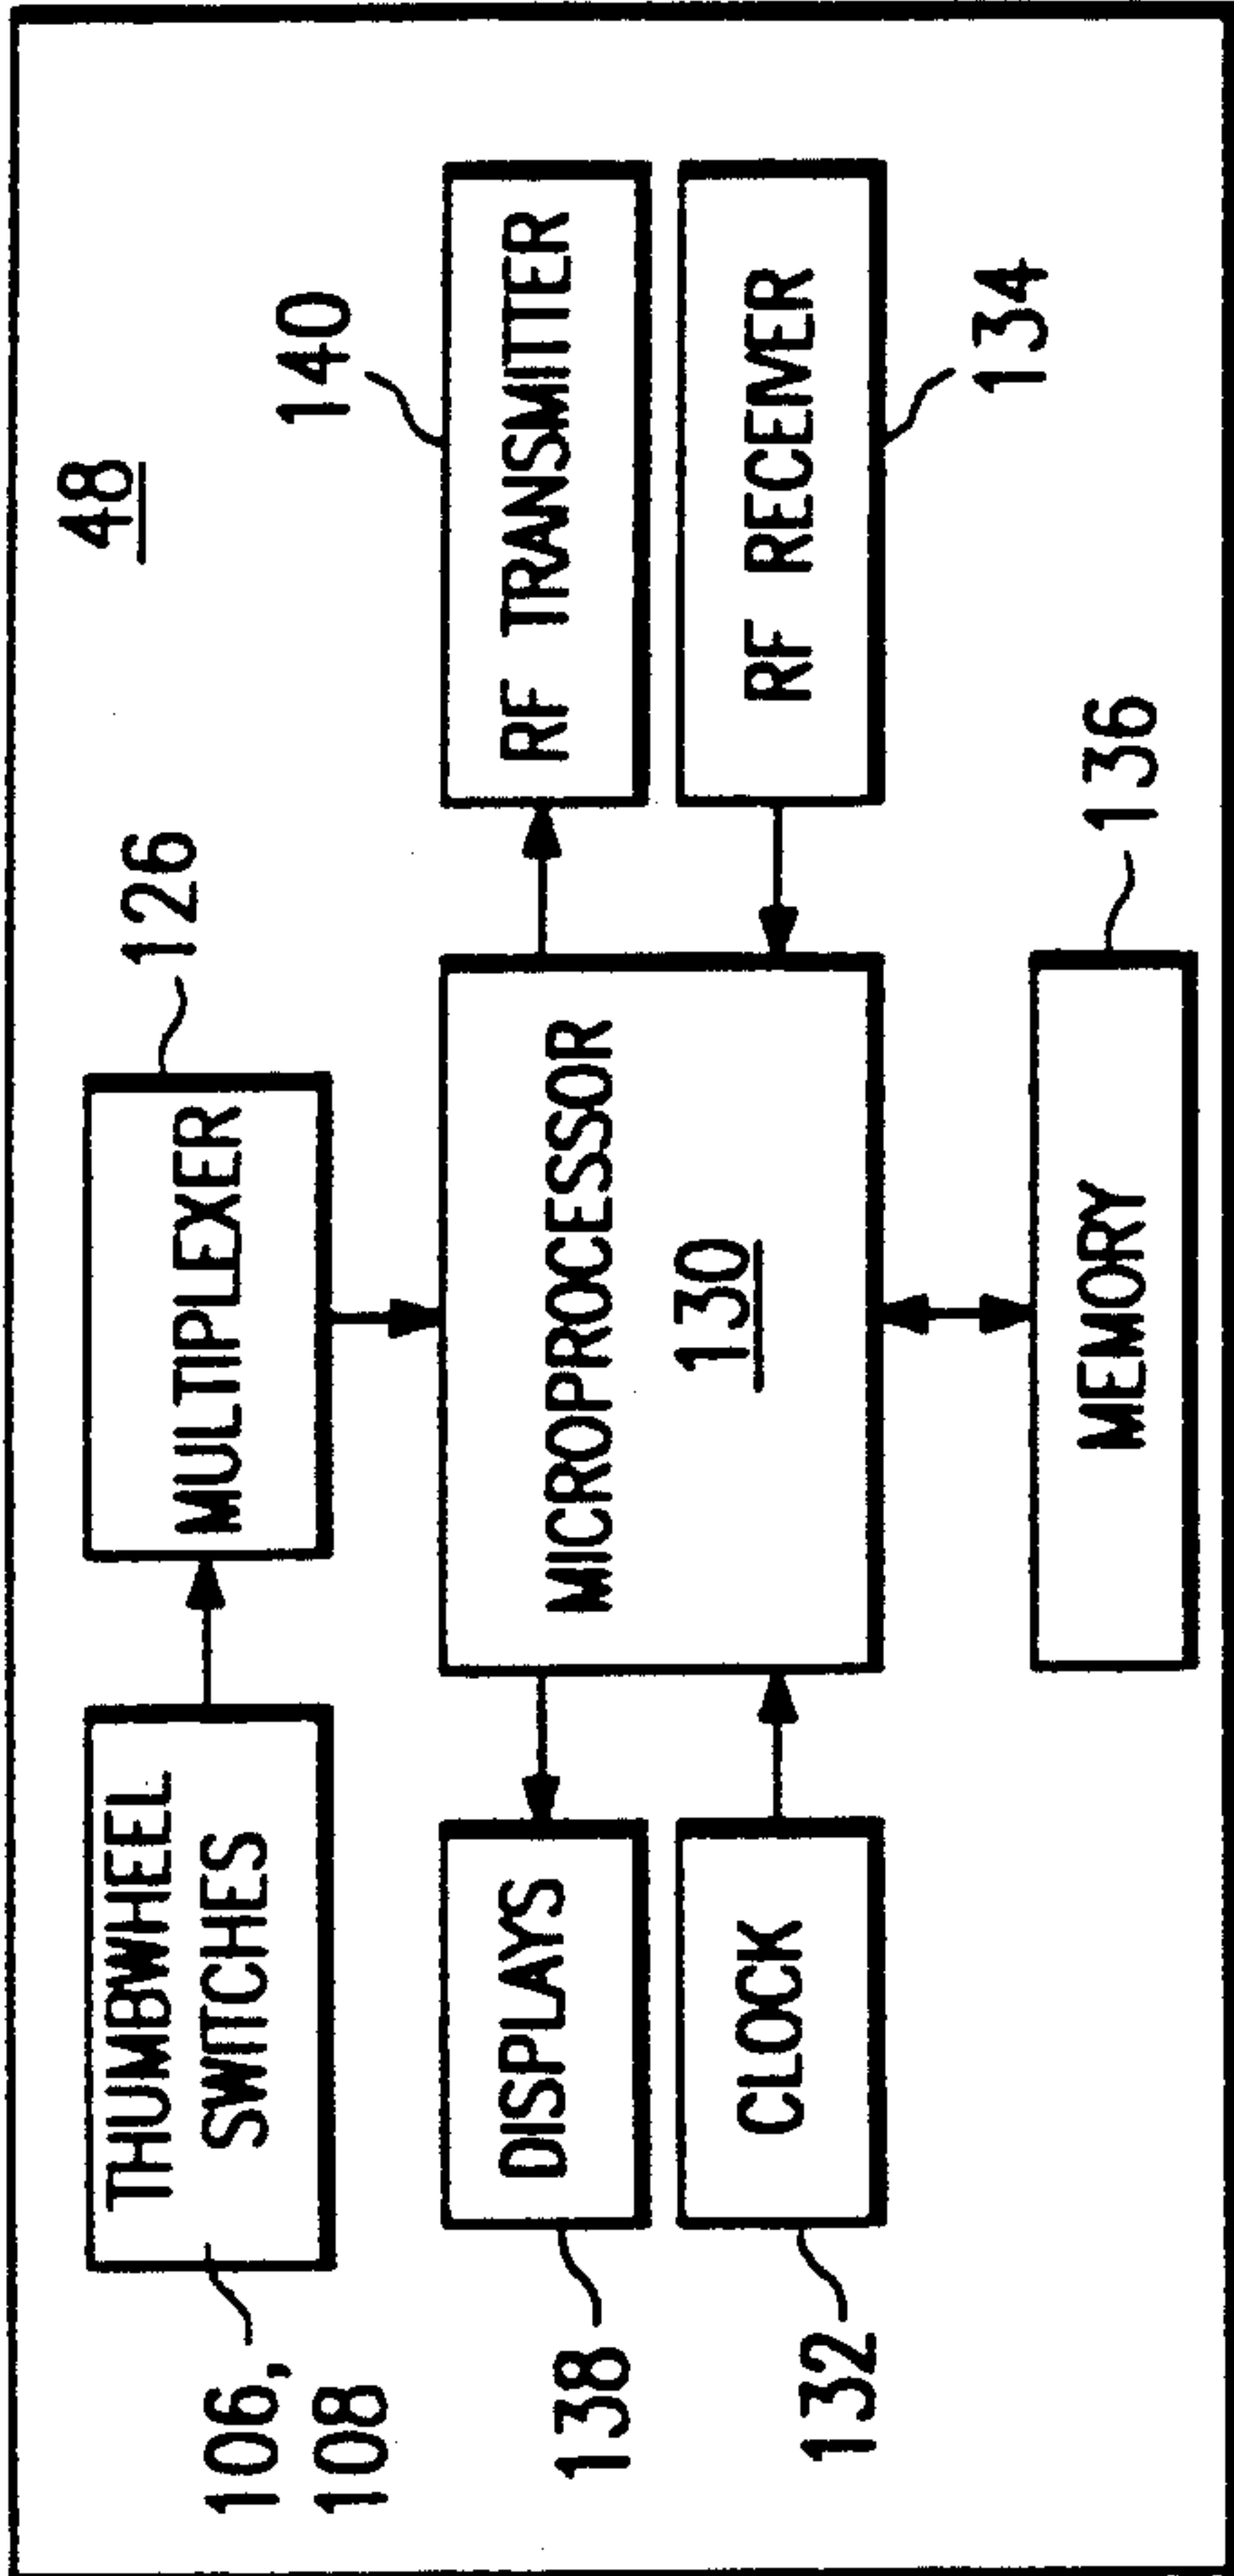 48
THUMBWHEEL
SWITCHES
106,
108
MULTIPLEXER
126
DISPLAYS
138
MICROPROCESSOR
130
RF TRANSMITTER
140
CLOCK
132
RF RECEIVER
134
MEMORY
136